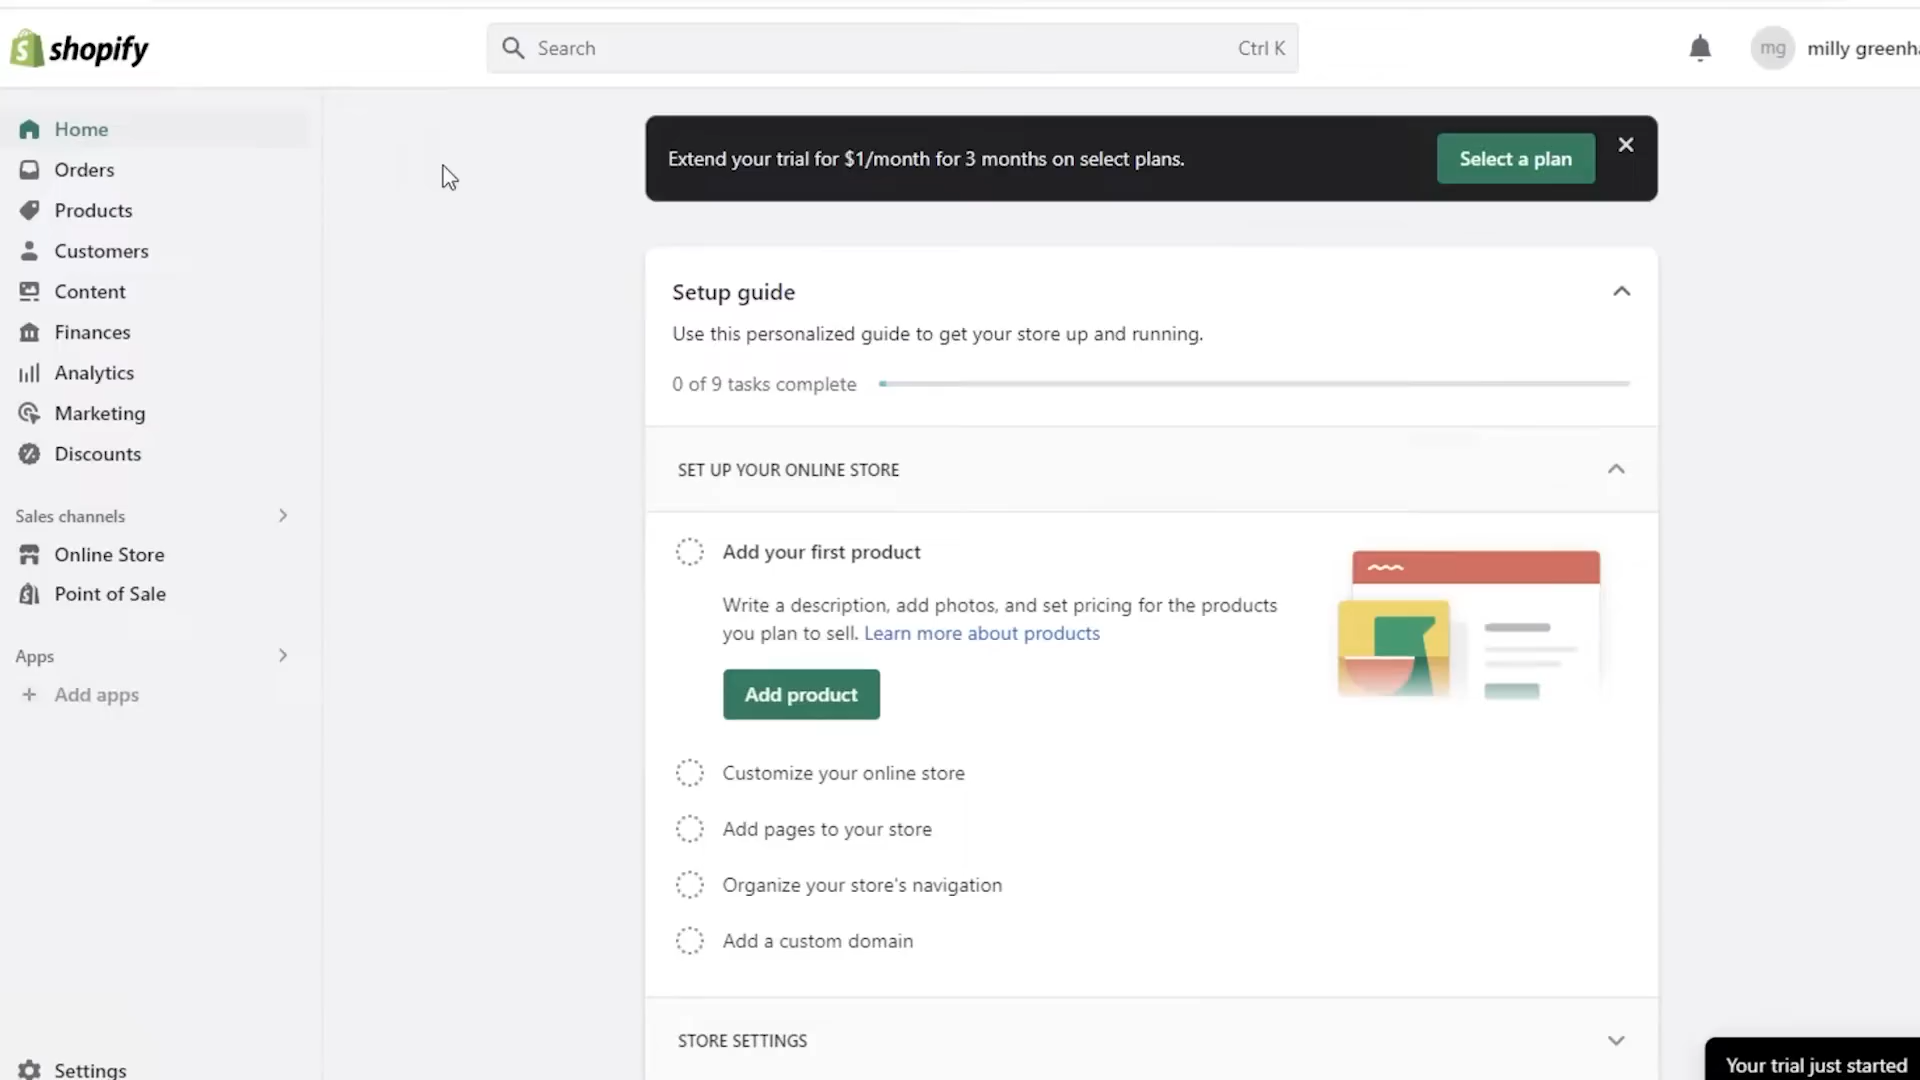 shopify
Search
Ctrl K
mg
milly greenha
Home
Orders
Products
Customers
Content
Finances
Analytics
Marketing
Discounts
Sales channels
Online Store
Point of Sale
Apps
+ Add apps
Settings
Extend your trial for $1/month for 3 months on select plans.
Select a plan
Setup guide
Use this personalized guide to get your store up and running.
0 of 9 tasks complete
SET UP YOUR ONLINE STORE
Add your first product
Write a description, add photos, and set pricing for the products
you plan to sell. Learn more about products
Add product
Customize your online store
Add pages to your store
Organize your store's navigation
Add a custom domain
STORE SETTINGS
Your trial just started